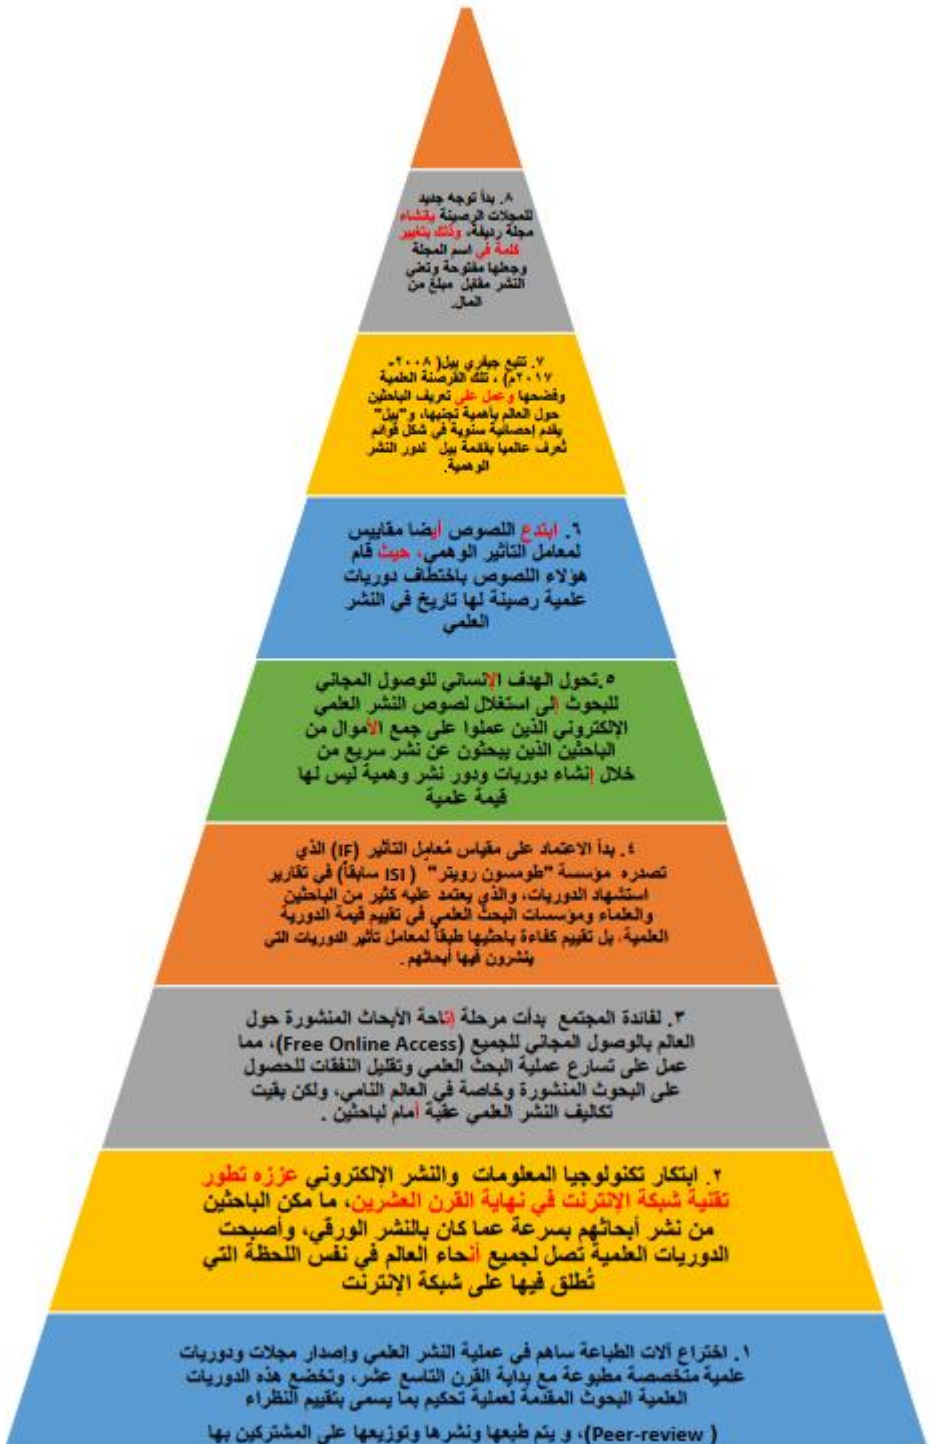 ٨. بدأ توجه جديد
للمجلات الرصينة بإنشاء
مجلة رديفة، وذلك بتغيير
كلمة في اسم المجلة
وجعلها مفتوحة وتعني
النشر مقابل مبلغ من
المال.
٧. تتبع جيفري بيل( ٢٠٠٨-
٢٠١٧م) ، تلك القرصنة العلمية
وفضحها وعمل على تعريف الباحثين
حول العالم بأهمية تجنبها، و"بيل"
يقدم إحصائية سنوية في شكل قوائم
تُعرف عالميا بقائمة بيل لدور النشر
الوهمية.
٦. ابتدع اللصوص أيضا مقاييس
لمعامل التأثير الوهمي، حيث قام
هؤلاء اللصوص باختطاف دوريات
علمية رصينة لها تاريخ في النشر
العلمي
٥.تحول الهدف الإنساني للوصول المجاني
للبحوث إلى استغلال لصوص النشر العلمي
الإلكتروني الذين عملوا على جمع الأموال من
الباحثين الذين يبحثون عن نشر سريع من
خلال إنشاء دوريات ودور نشر وهمية ليس لها
قيمة علمية
٤. بدأ الاعتماد على مقياس مُعامِل التأثير (IF) الذي
تصدره مؤسسة "طومسون رويتر" ( ISI سابقاً) في تقارير
استشهاد الدوريات، والذي يعتمد عليه كثير من الباحثين
والعلماء ومؤسسات البحث العلمي في تقييم قيمة الدورية
العلمية، بل تقييم كفاءة باحثيها طبقاً لمعامل تأثير الدوريات التي
ينشرون فيها أبحاثهم .
٣. لفائدة المجتمع بدأت مرحلة إتاحة الأبحاث المنشورة حول
العالم بالوصول المجاني للجميع (Free Online Access)، مما
عمل على تسارع عملية البحث العلمي وتقليل النفقات للحصول
على البحوث المنشورة وخاصة في العالم النامي، ولكن بقيت
تكاليف النشر العلمي عقبة أمام لباحثين .
٢. ابتكار تكنولوجيا المعلومات والنشر الإلكتروني عززه تطور
تقنية شبكة الإنترنت في نهاية القرن العشرين، ما مكن الباحثين
من نشر أبحاثهم بسرعة عما كان بالنشر الورقي، وأصبحت
الدوريات العلمية تصل لجميع أنحاء العالم في نفس اللحظة التي
تُطلق فيها على شبكة الإنترنت
١. اختراع آلات الطباعة ساهم في عملية النشر العلمي وإصدار مجلات ودوريات
علمية متخصصة مطبوعة مع بداية القرن التاسع عشر، وتخضع هذه الدوريات
العلمية البحوث المقدمة لعملية تحكيم بما يسمى بتقييم النظراء
( Peer-review)، و يتم طبعها ونشرها وتوزيعها على المشتركين بها